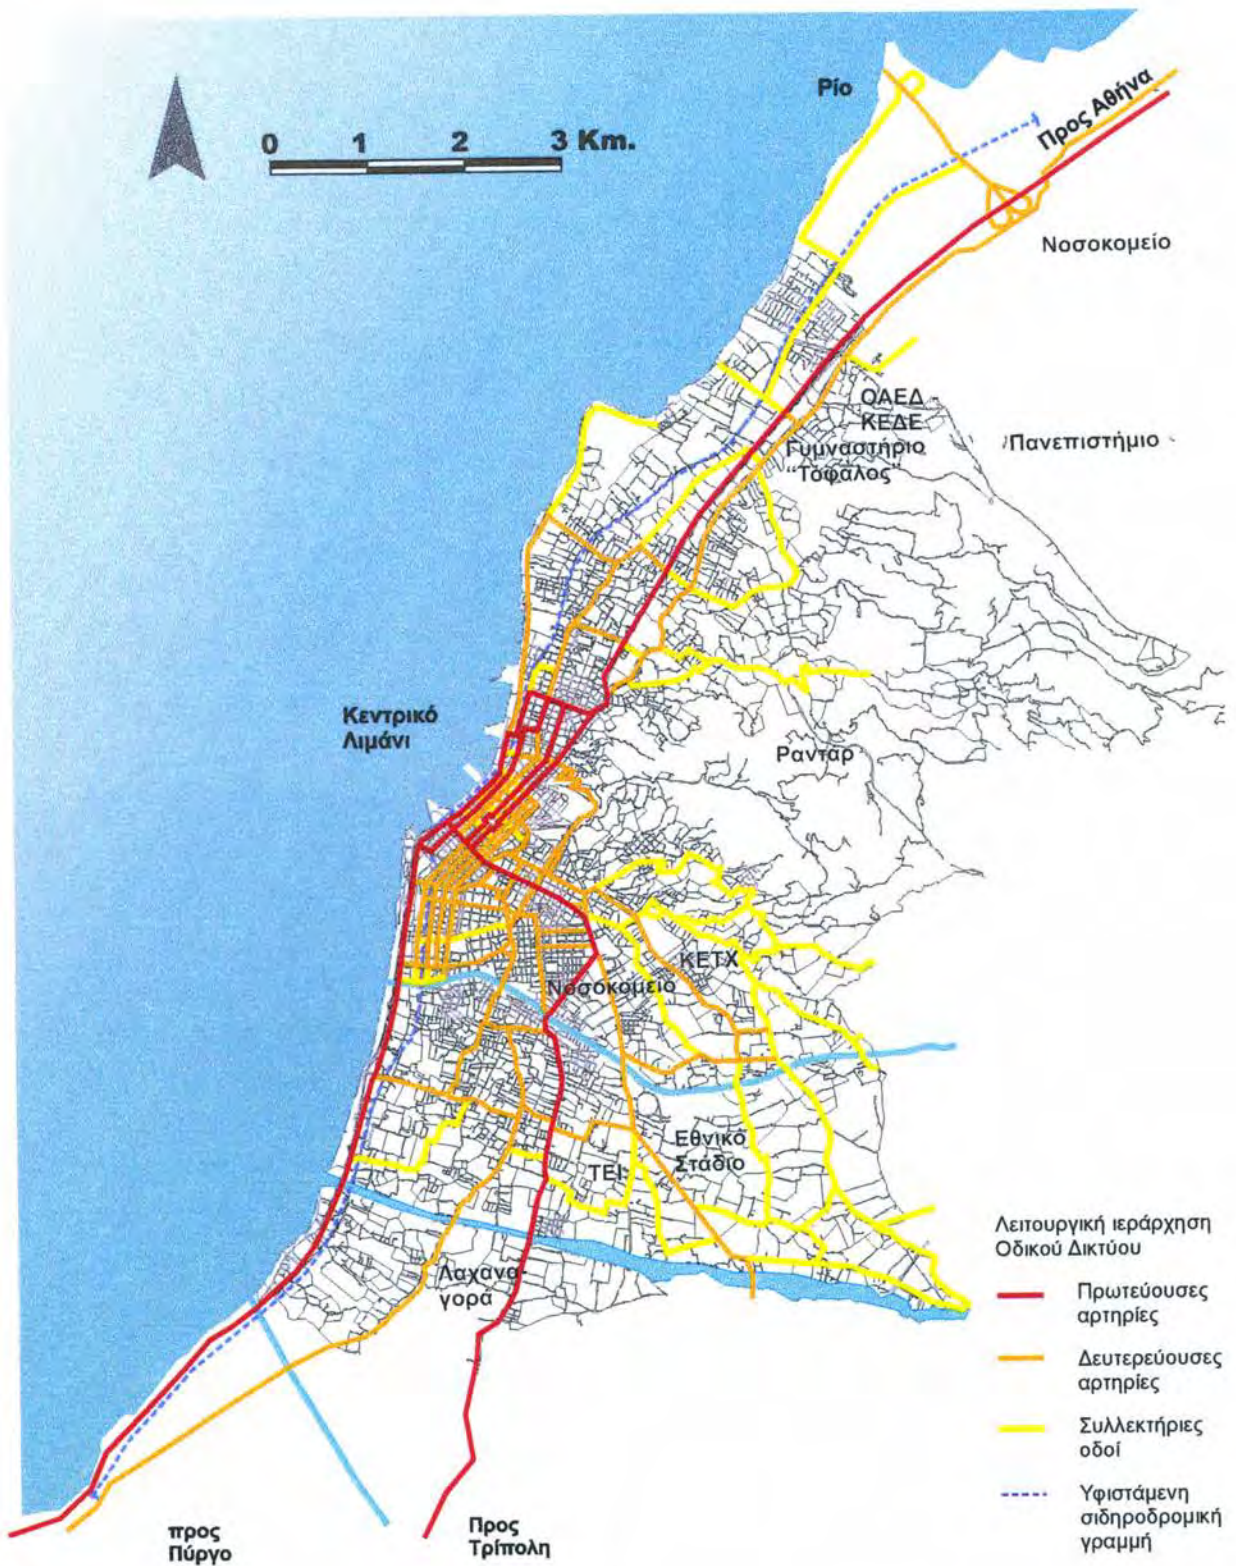 Ρίο
Προς Αθήνα
0 1 2 3 Km.
Νοσοκομείο
ΟΑΕΔ
ΚΕΔΕ
Γυμναστήριο
"Τόφαλος"
Πανεπιστήμιο
Κεντρικό
Λιμάνι
Ραντάρ
ΚΕΤΧ
Νοσοκομείο
Εθνικό
Στάδιο
ΤΕΙ
Λαχανα-
γορά
Λειτουργική ιεράρχηση
Οδικού Δικτύου
Πρωτεύουσες
αρτηρίες
Δευτερεύουσες
αρτηρίες
Συλλεκτήριες
οδοί
Υφιστάμενη
σιδηροδρομική
γραμμή
προς
Πύργο
Προς
Τρίπολη